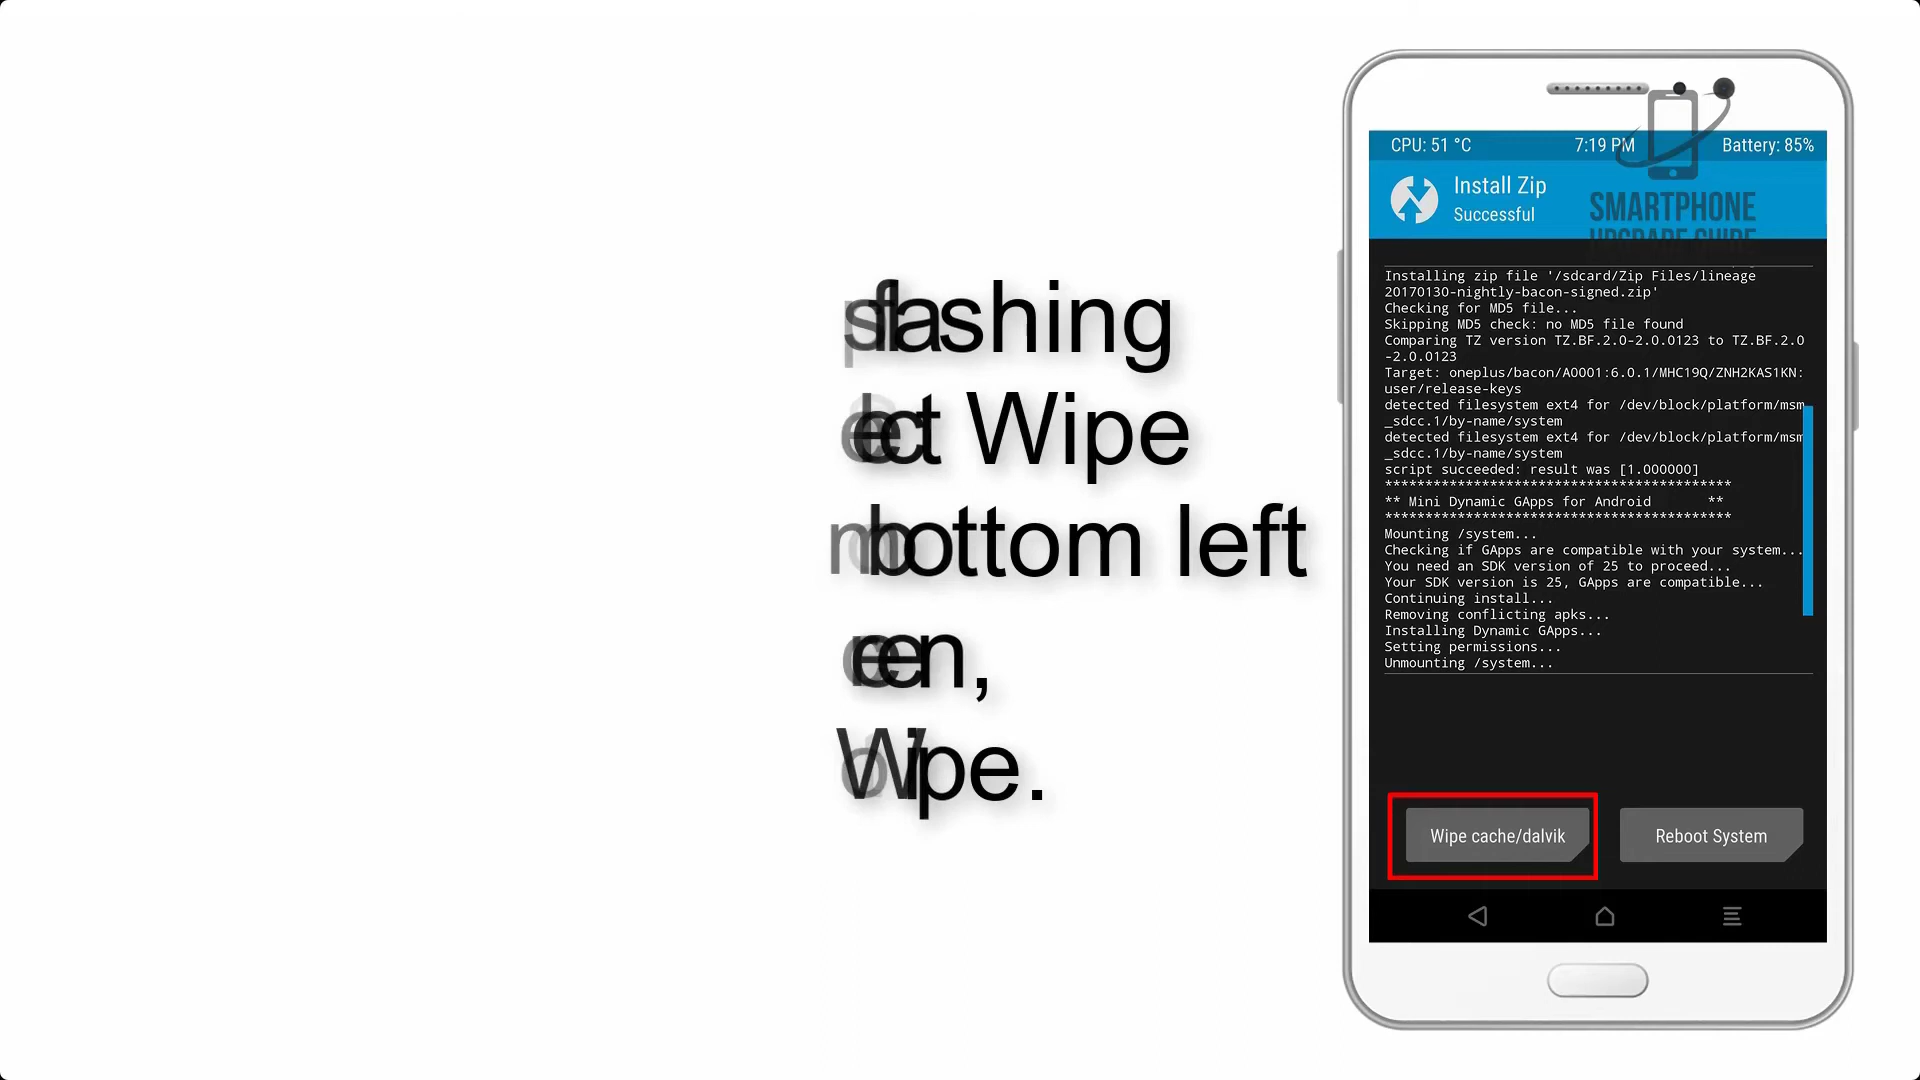 flashing
Wipe
bottom left
Wipe.
CPU: 51 °C 7:19 PM Battery: 85%
Install Zip
Successful
SMARTPHONE
UPGRADE GUIDE
Installing zip file '/sdcard/Zip Files/lineage
20170130-nightly-bacon-signed.zip'
Checking for MD5 file...
Skipping MD5 check: no MD5 file found
Comparing TZ version TZ.BF.2.0-2.0.0123 to TZ.BF.2.0
-2.0.0123
Target: oneplus/bacon/A0001:6.0.1/MHC19Q/ZNH2KAS1KN:
user/release-keys
detected filesystem ext4 for /dev/block/platform/msm
_sdcc.1/by-name/system
detected filesystem ext4 for /dev/block/platform/msm
_sdcc.1/by-name/system
script succeeded: result was [1.000000]
*******************************************
** Mini Dynamic GApps for Android **
*******************************************
Mounting /system...
Checking if GApps are compatible with your system...
You need an SDK version of 25 to proceed...
Your SDK version is 25, GApps are compatible...
Continuing install...
Removing conflicting apks...
Installing Dynamic GApps...
Setting permissions...
Unmounting /system...
Wipe cache/dalvik
Reboot System